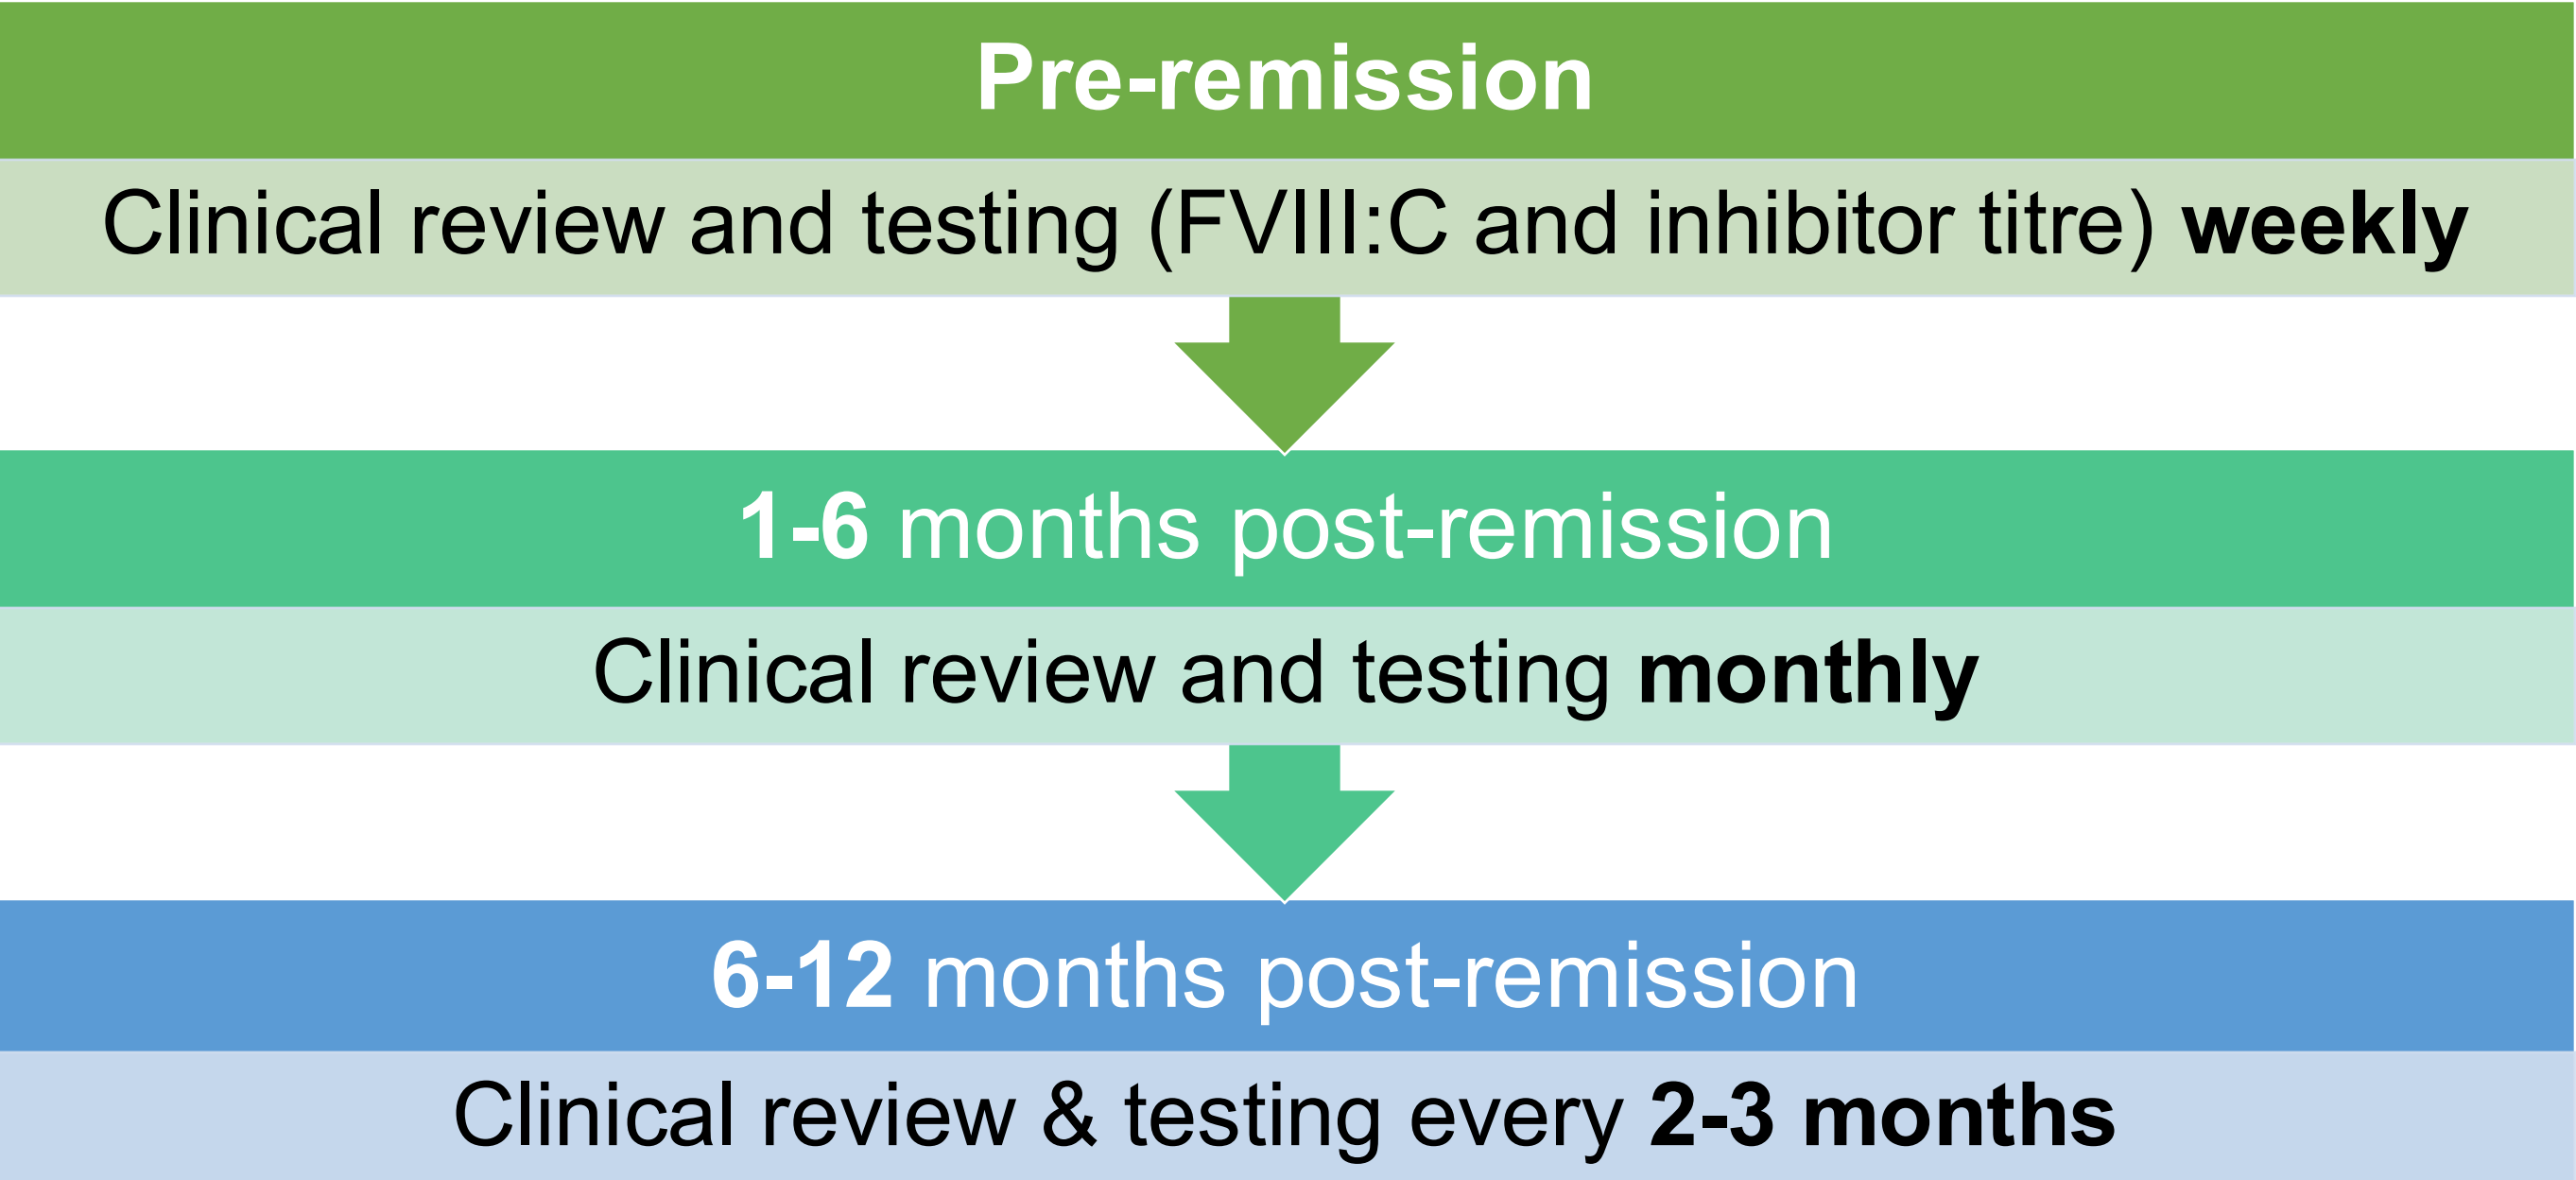 Pre-remission
Clinical review and testing (FVIII:C and inhibitor titre) weekly
1-6 months post-remission
Clinical review and testing monthly
6-12 months post-remission
Clinical review & testing every 2-3 months